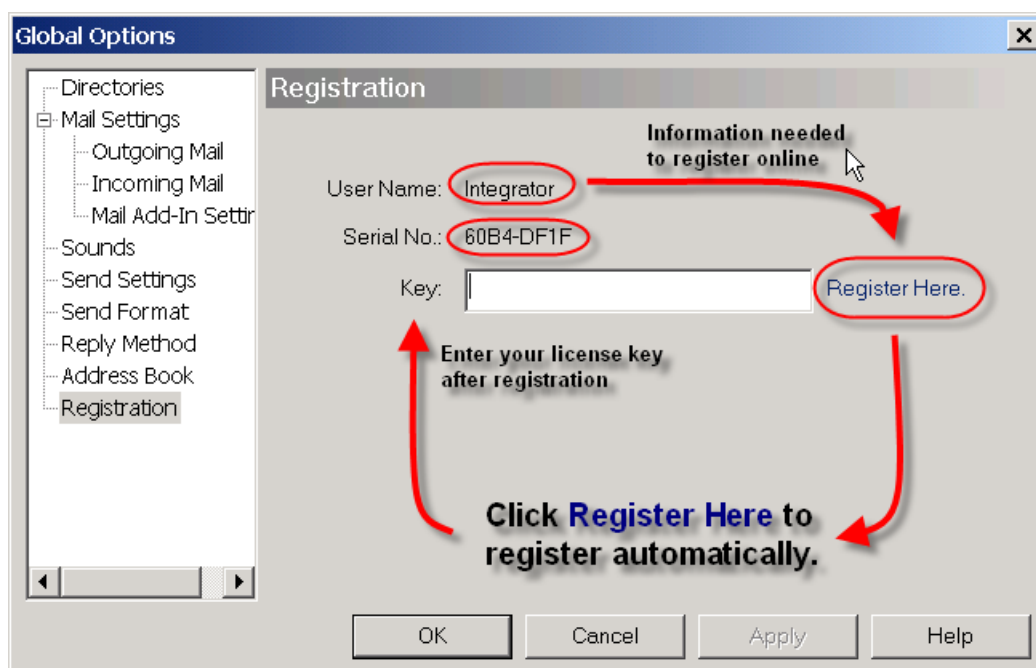 Global Options
Directories
Mail Settings
Outgoing Mail
Incoming Mail
Mail Add-In Settin
Sounds
Send Settings
Send Format
Reply Method
Address Book
Registration
Registration
Information needed
to register online
User Name: Integrator
Serial No.: 60B4-DF1F
Key:
Register Here.
Enter your license key
after registration
Click Register Here to
register automatically.
OK
Cancel
Apply
Help